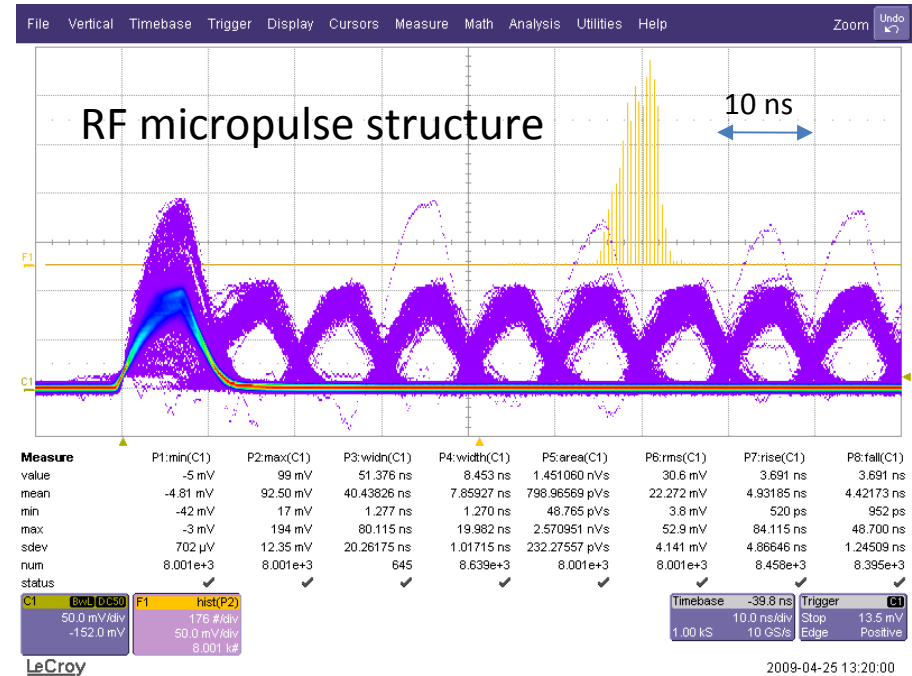 File Vertical Timebase Trigger Display Cursors Measure Math Analysis Utilities Help Zoom Undo
RF micropulse structure
10 ns
F1
C1
Measure P1:min(C1) P2:max(C1) P3:widn(C1) P4:width(C1) P5:area(C1) P6:rms(C1) P7:rise(C1) P8:fall(C1)
value -5 mV 99 mV 51.376 ns 8.453 ns 1.451060 nVs 30.6 mV 3.691 ns 3.691 ns
mean -4.81 mV 92.50 mV 40.43826 ns 7.85927 ns 798.96569 pVs 22.272 mV 4.93185 ns 4.42173 ns
min -42 mV 17 mV 1.277 ns 1.270 ns 48.765 pVs 3.8 mV 520 ps 952 ps
max -3 mV 194 mV 80.115 ns 19.982 ns 2.570951 nVs 52.9 mV 84.115 ns 48.700 ns
sdev 702 µV 12.35 mV 20.26175 ns 1.01715 ns 232.27557 pVs 4.141 mV 4.86646 ns 1.24509 ns
num 8.001e+3 8.001e+3 645 8.639e+3 8.001e+3 8.001e+3 8.458e+3 8.395e+3
status ✔ ✔ ✔ ✔ ✔ ✔ ✔ ✔
C1 BwL DC50 F1 hist(P2) Timebase -39.8 ns Trigger C1
50.0 mV/div 176 #/div 10.0 ns/div Stop 13.5 mV
-152.0 mV 50.0 mV/div 1.00 kS 10 GS/s Edge Positive
8.001 k#
LeCroy 2009-04-25 13:20:00